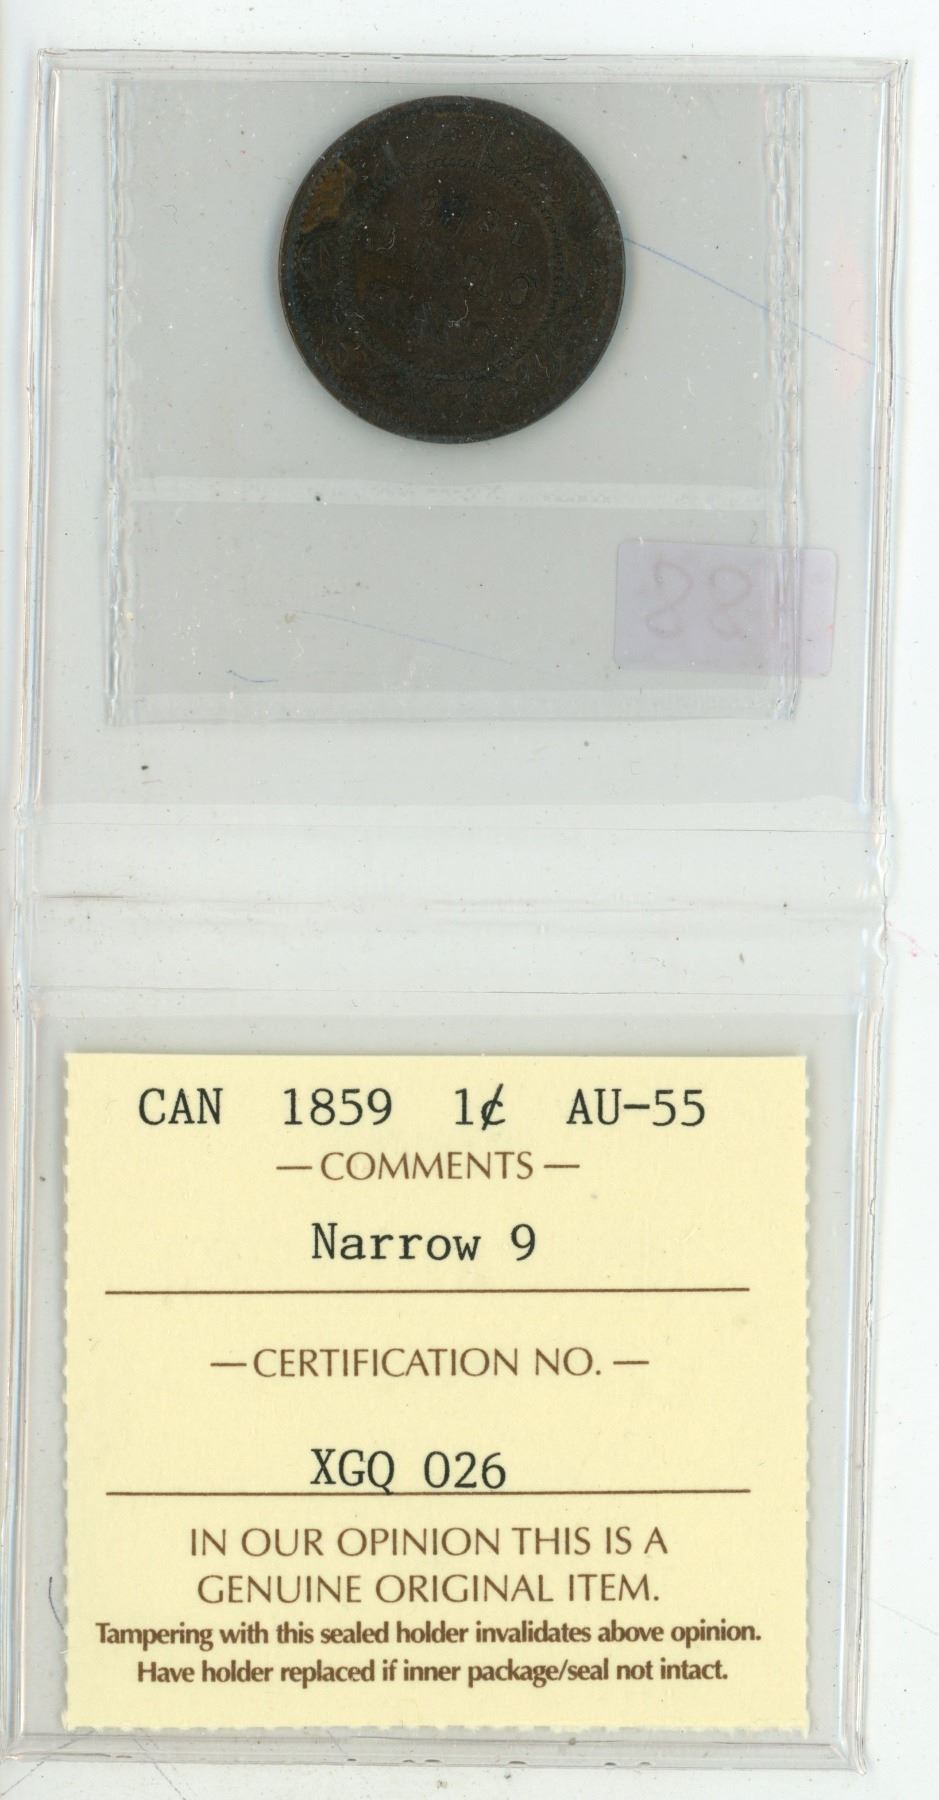 CAN 1859 1¢ AU-55
— COMMENTS —
Narrow 9
— CERTIFICATION NO. —
XGQ 026
IN OUR OPINION THIS IS A
GENUINE ORIGINAL ITEM.
Tampering with this sealed holder invalidates above opinion.
Have holder replaced if inner package/seal not intact.